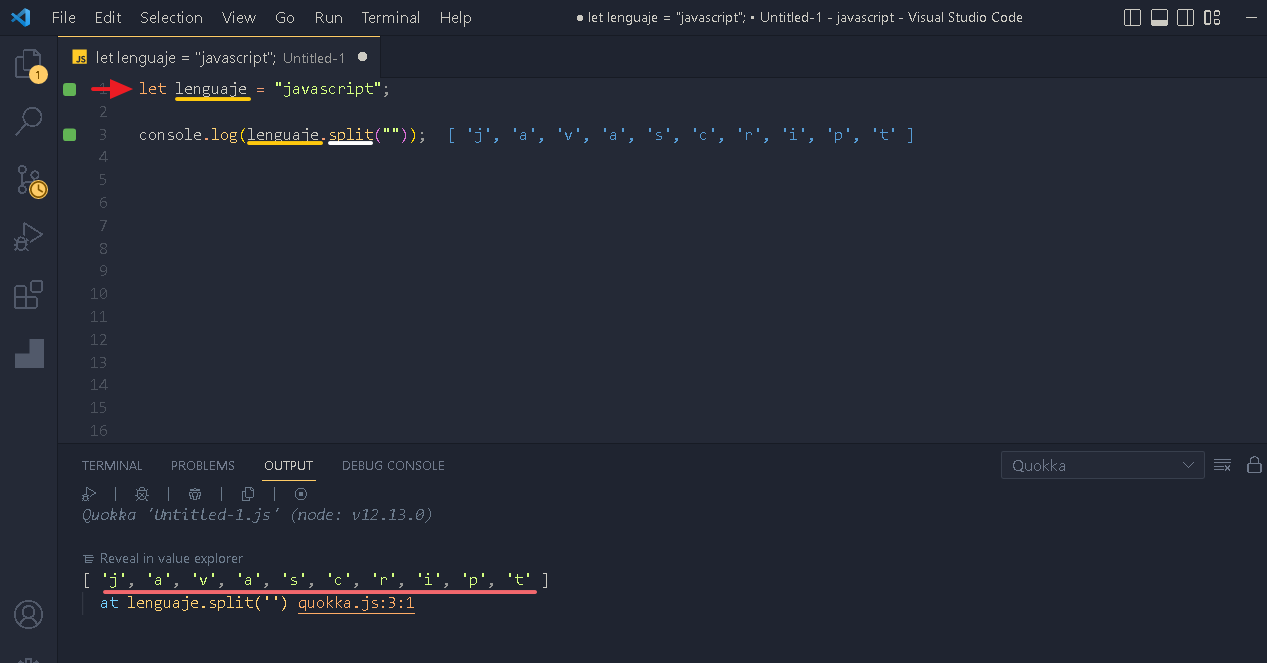 File Edit Selection View Go Run Terminal Help ● let lenguaje = "javascript"; • Untitled-1 - javascript - Visual Studio Code
JS let lenguaje = "javascript"; Untitled-1 ●
1
1 let lenguaje = "javascript";
2
3 console.log(lenguaje.split("")); [ 'j', 'a', 'v', 'a', 's', 'c', 'r', 'i', 'p', 't' ]
4
5
6
7
8
9
10
11
12
13
14
15
16
TERMINAL PROBLEMS OUTPUT DEBUG CONSOLE Quokka
Quokka 'Untitled-1.js' (node: v12.13.0)
Reveal in value explorer
[ 'j', 'a', 'v', 'a', 's', 'c', 'r', 'i', 'p', 't' ]
at lenguaje.split('') quokka.js:3:1